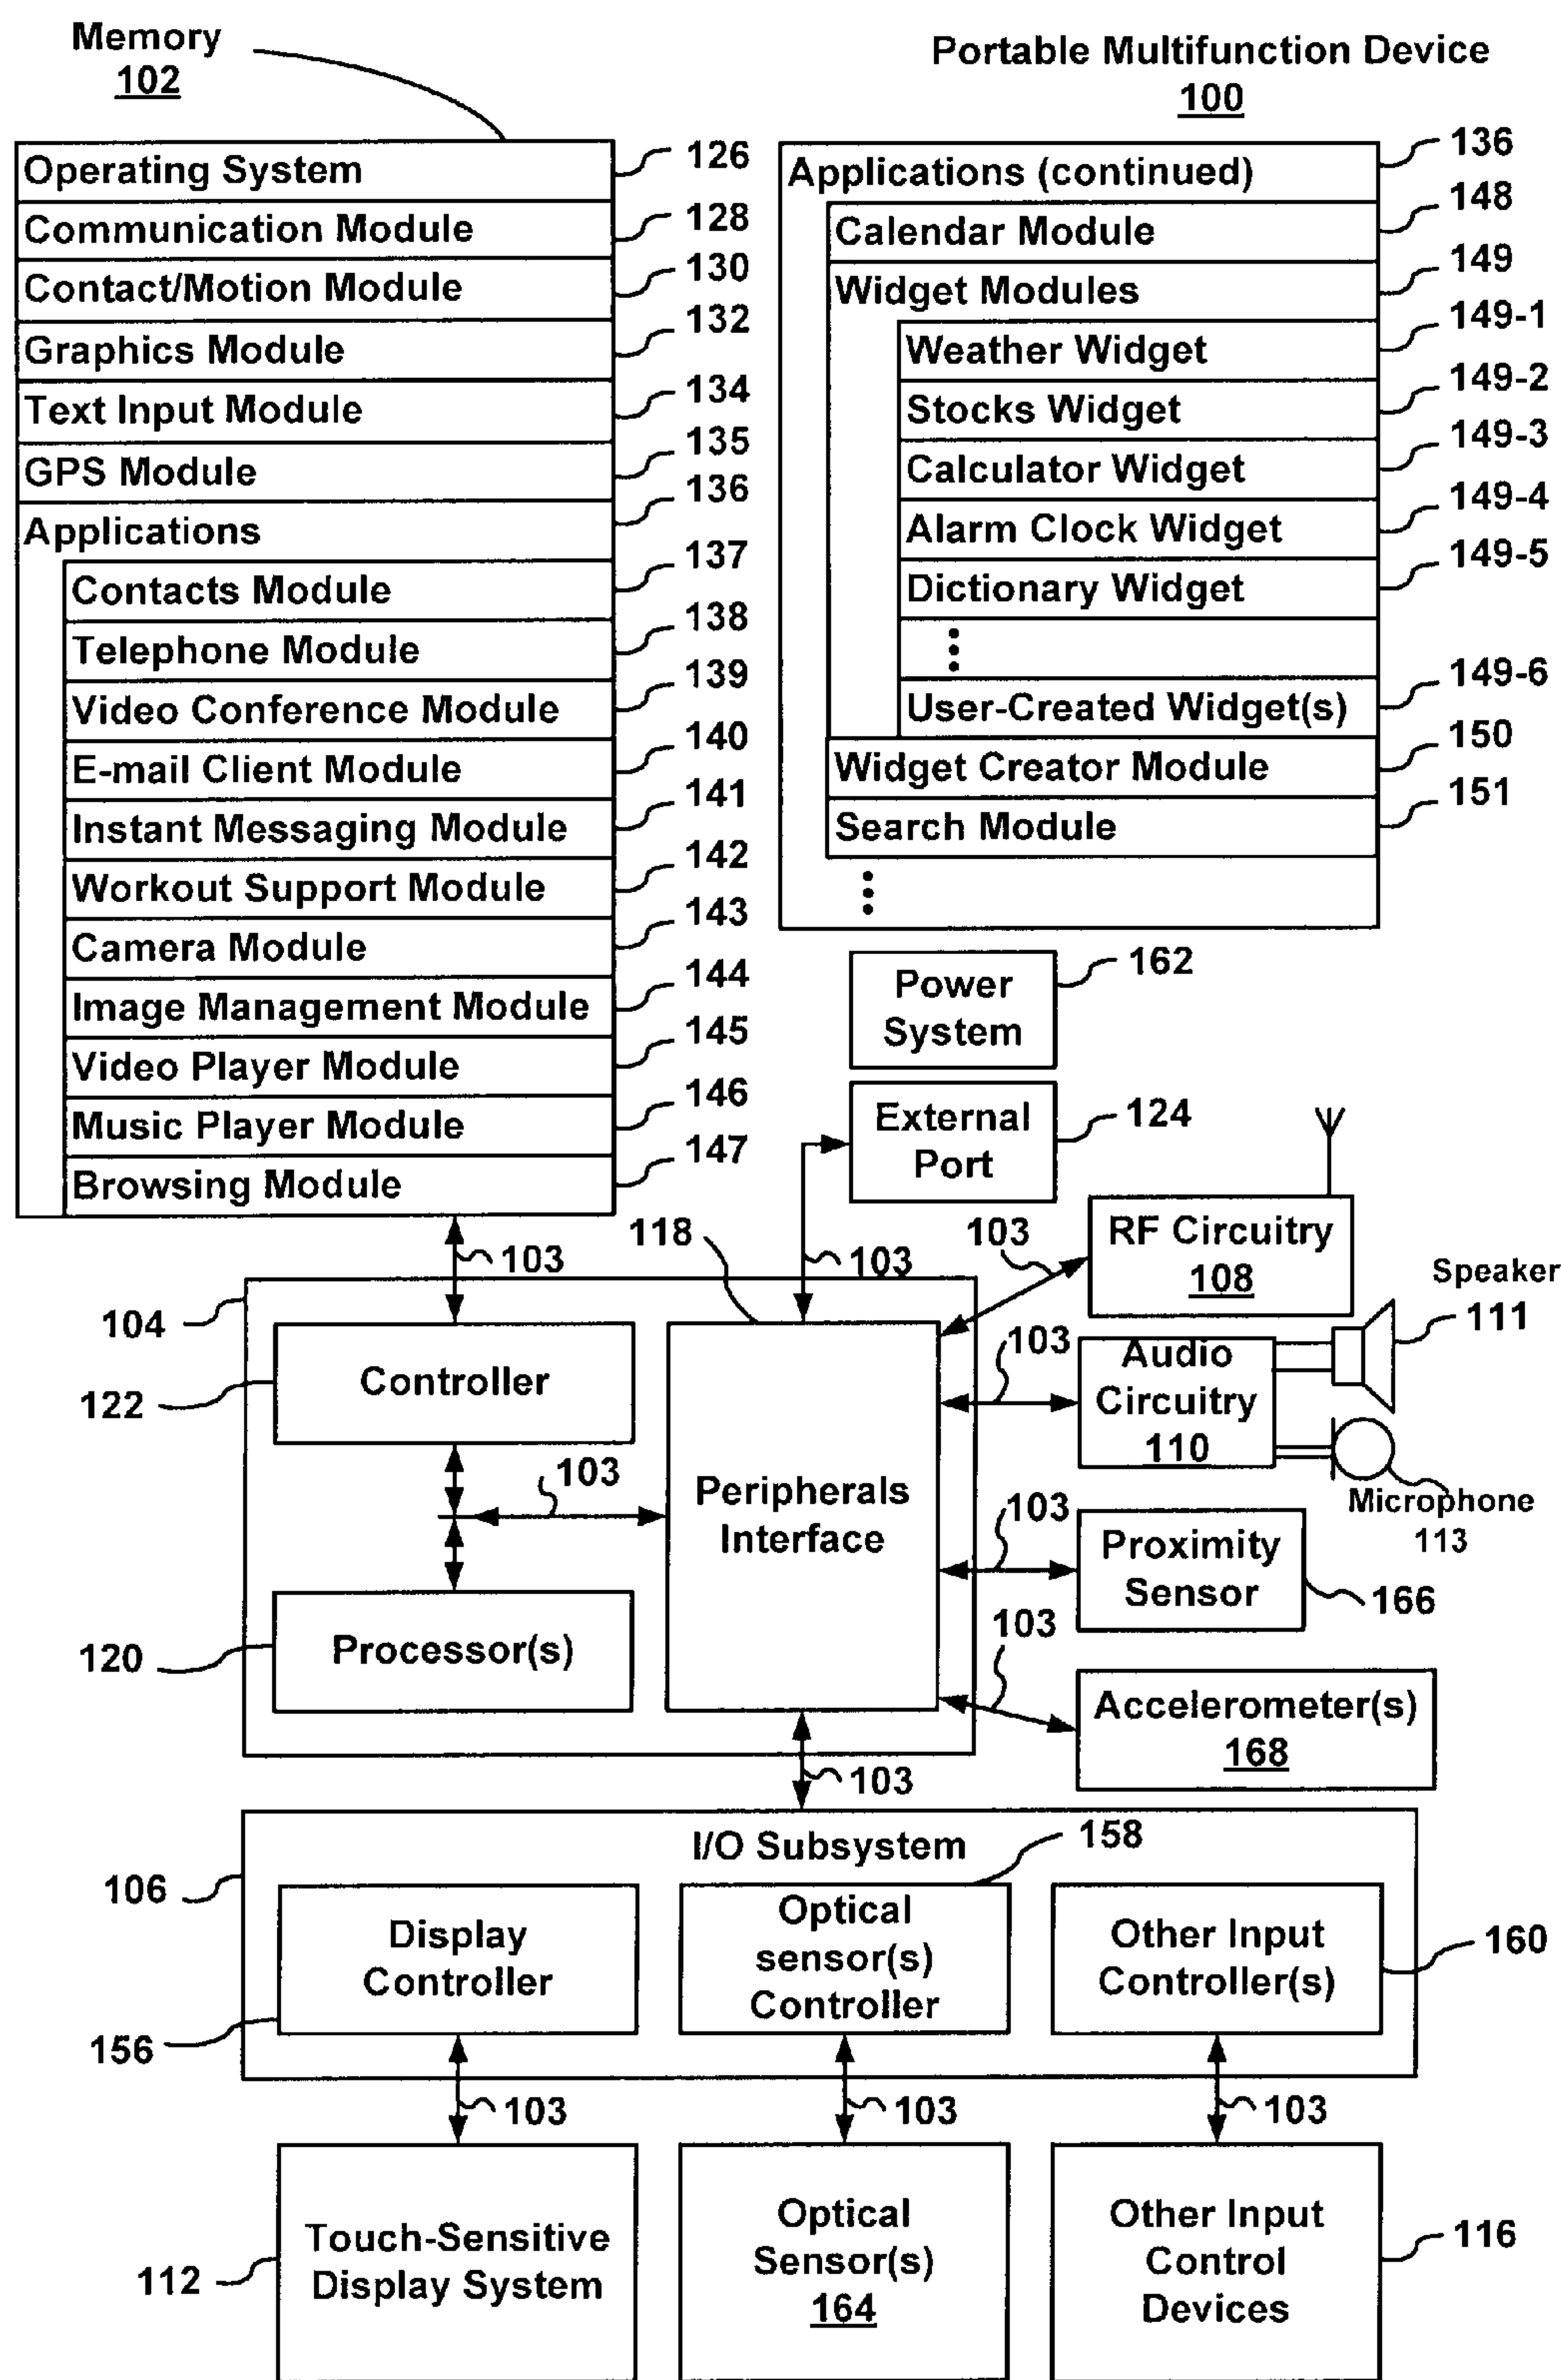 Memory
102
Portable Multifunction Device
100
Operating System
126
Communication Module
128
Contact/Motion Module
130
Graphics Module
132
Text Input Module
134
GPS Module
135
Applications
136
Contacts Module
137
Telephone Module
138
Video Conference Module
139
E-mail Client Module
140
Instant Messaging Module
141
Workout Support Module
142
Camera Module
143
Image Management Module
144
Video Player Module
145
Music Player Module
146
Browsing Module
147
Applications (continued)
136
Calendar Module
148
Widget Modules
149
Weather Widget
149-1
Stocks Widget
149-2
Calculator Widget
149-3
Alarm Clock Widget
149-4
Dictionary Widget
149-5
User-Created Widget(s)
149-6
Widget Creator Module
150
Search Module
151
Power
System
162
External
Port
124
103
118
103
103
RF Circuitry
108
Speaker
111
104
Controller
122
103
Audio
Circuitry
110
103
Peripherals
Interface
Microphone
113
103
Proximity
Sensor
166
Processor(s)
120
103
Accelerometer(s)
168
103
I/O Subsystem
158
106
Display
Controller
156
Optical
sensor(s)
Controller
Other Input
Controller(s)
160
103
103
103
Touch-Sensitive
Display System
112
Optical
Sensor(s)
164
Other Input
Control
Devices
116